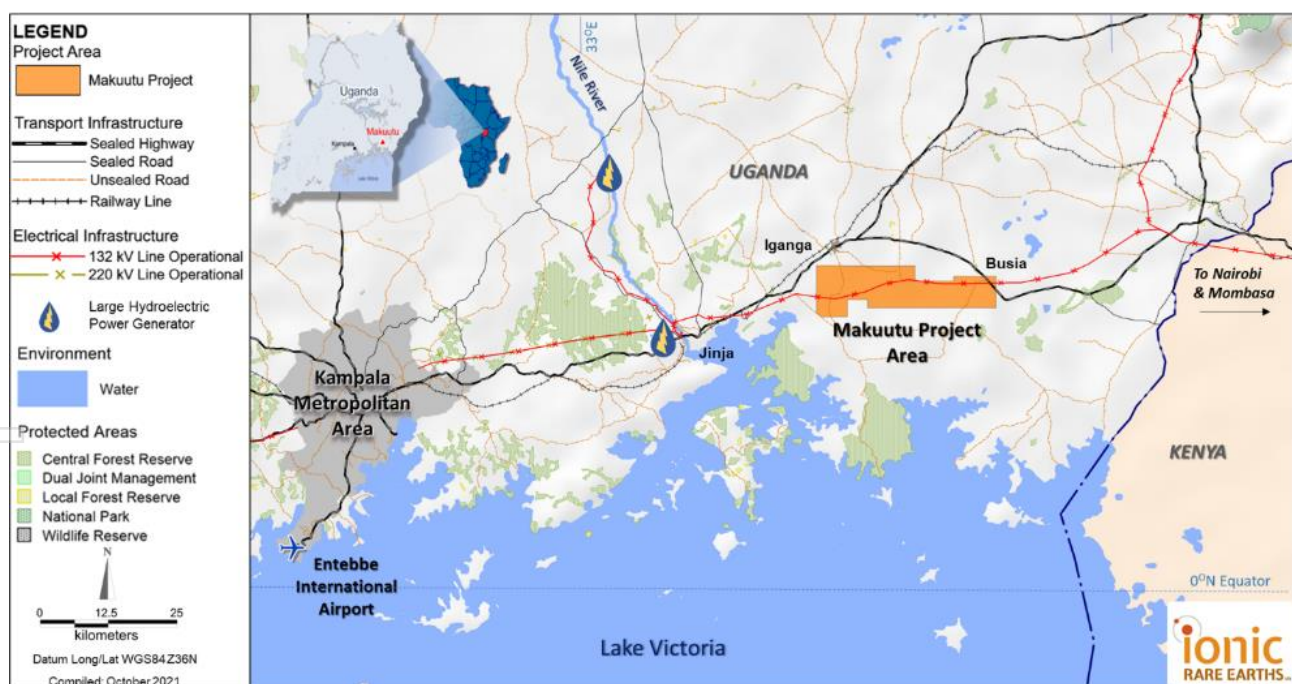 LEGEND
Project Area
Makuutu Project
Transport Infrastructure
Sealed Highway
Sealed Road
Unsealed Road
Railway Line
Electrical Infrastructure
132 kV Line Operational
220 kV Line Operational
Large Hydroelectric
Power Generator
Environment
Water
Protected Areas
Central Forest Reserve
Dual Joint Management
Local Forest Reserve
National Park
Wildlife Reserve
N
0 12.5 25
kilometers
Datum Long/Lat WGS84Z36N
Compiled: October 2021
Uganda
Makuutu
Kampala
33°E
Nile River
UGANDA
Iganga
Busia
To Nairobi
& Mombasa
Makuutu Project
Area
Jinja
Kampala
Metropolitan
Area
KENYA
Entebbe
International
Airport
0°N Equator
Lake Victoria
ionic
RARE EARTHS